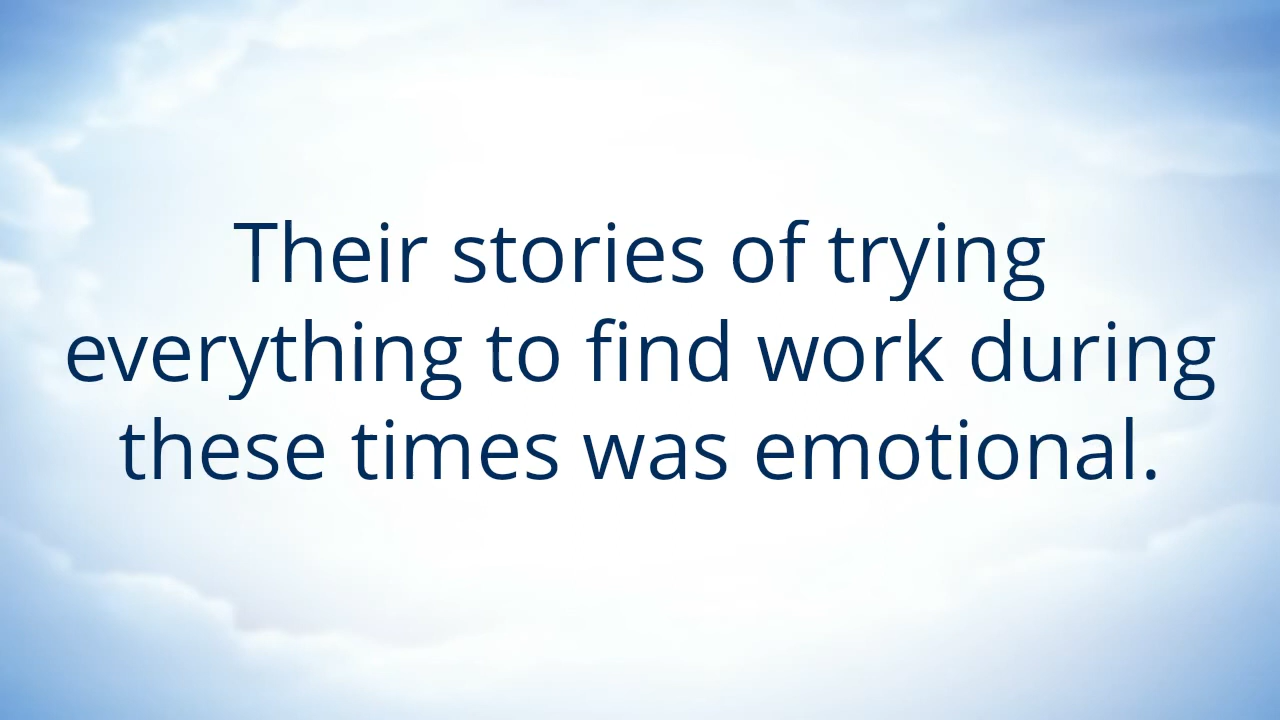 Their stories of trying
everything to find work during
these times was emotional.